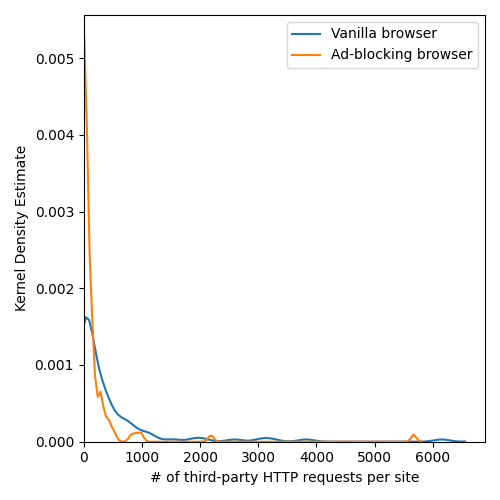 Vanilla browser
Ad-blocking browser
Kernel Density Estimate
0.005
0.004
0.003
0.002
0.001
0.000
0 1000 2000 3000 4000 5000 6000
# of third-party HTTP requests per site